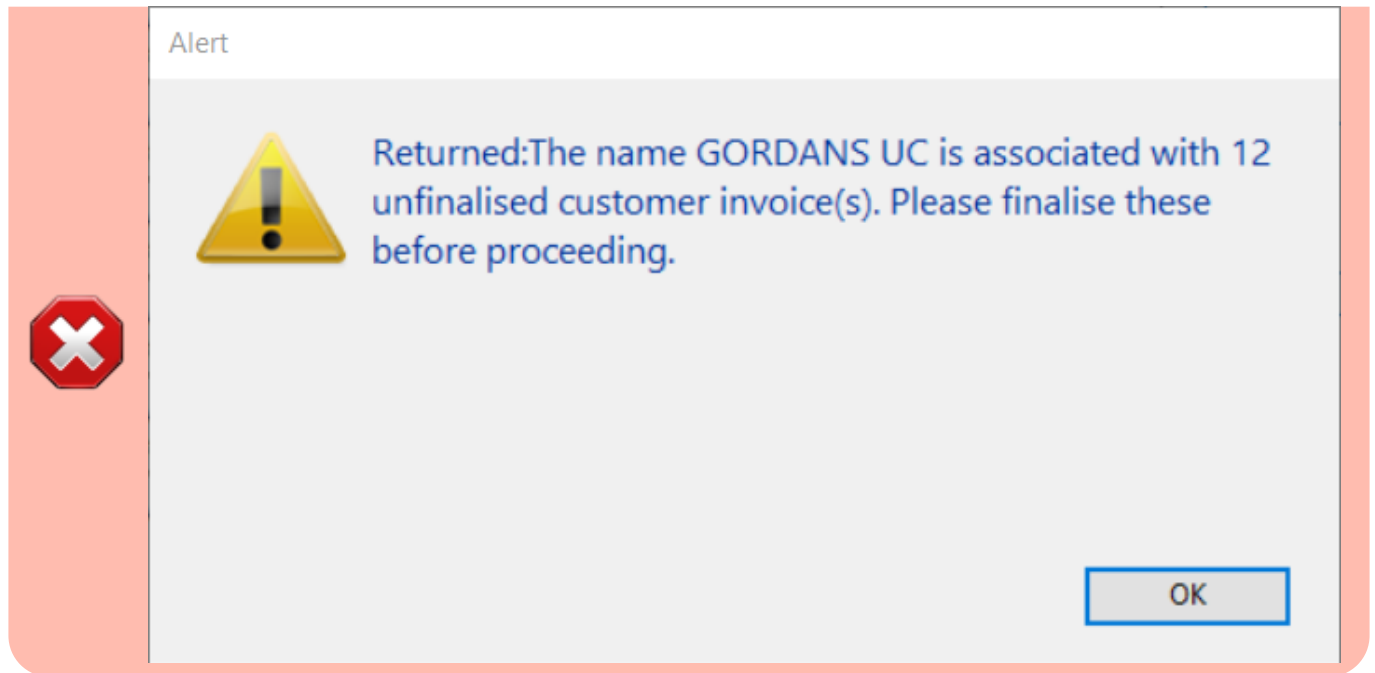 Alert
Returned:The name GORDANS UC is associated with 12
unfinalised customer invoice(s). Please finalise these
before proceeding.
OK